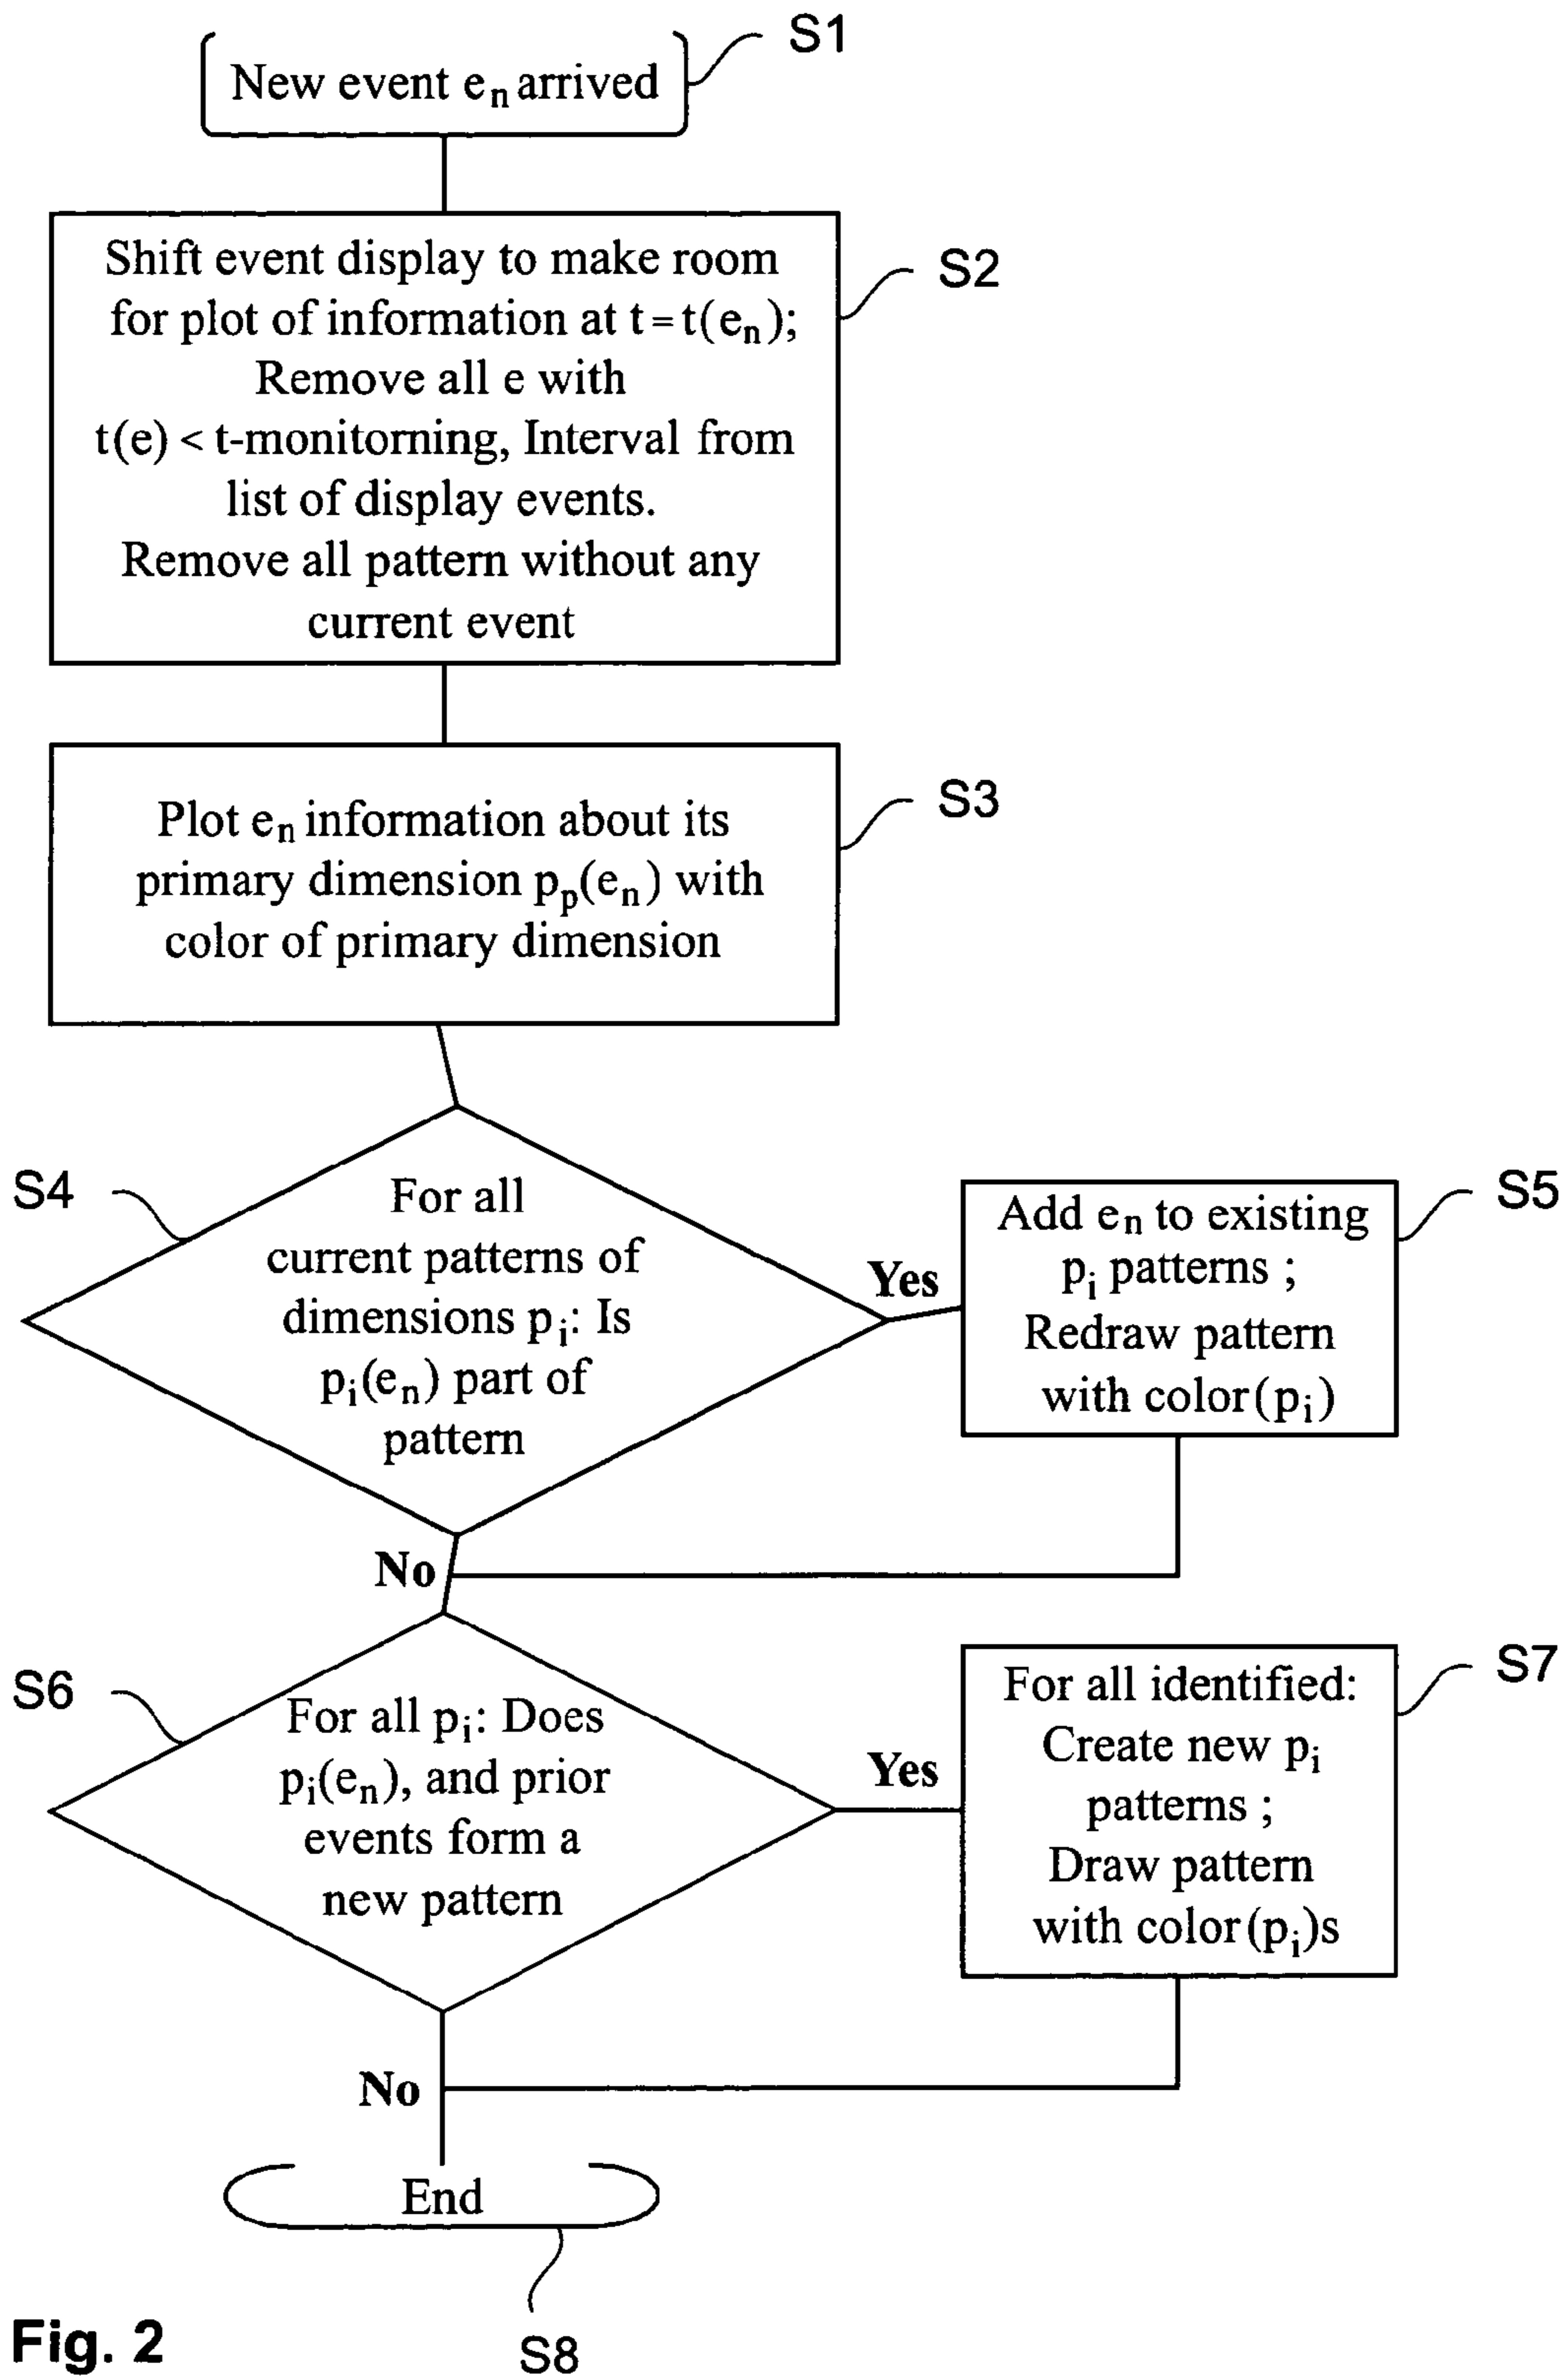 S1
New event eₙ arrived
S2
Shift event display to make room
for plot of information at t=t(eₙ);
Remove all e with
t(e) < t-monitorning, Interval from
list of display events.
Remove all pattern without any
current event
S3
Plot eₙ information about its
primary dimension pₚ(eₙ) with
color of primary dimension
S4
For all
current patterns of
dimensions pᵢ: Is
pᵢ(eₙ) part of
pattern
Yes
S5
Add eₙ to existing
pᵢ patterns ;
Redraw pattern
with color(pᵢ)
No
S6
For all pᵢ: Does
pᵢ(eₙ), and prior
events form a
new pattern
Yes
S7
For all identified:
Create new pᵢ
patterns ;
Draw pattern
with color(pᵢ)s
No
End
S8
Fig. 2